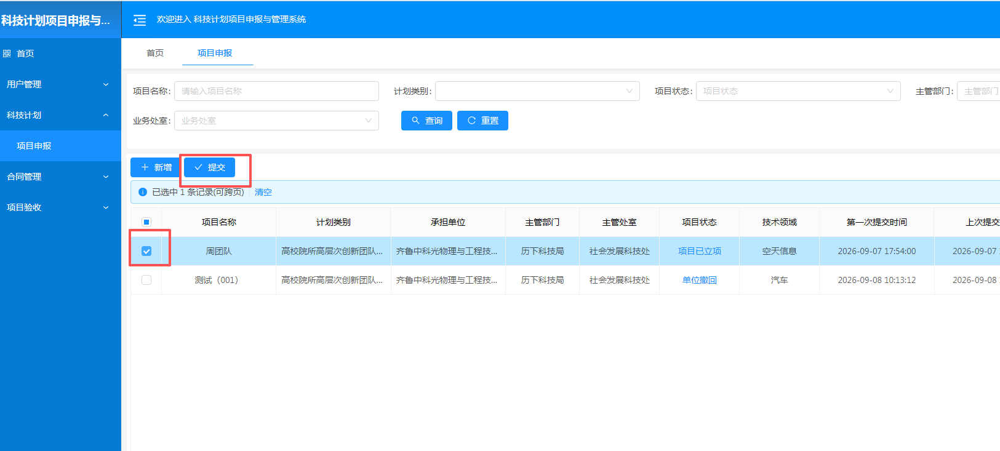 科技计划项目申报与...
欢迎进入 科技计划项目申报与管理系统
首页
用户管理
科技计划
项目申报
合同管理
项目验收
首页 项目申报
项目名称: 请输入项目名称 计划类别: 项目状态: 项目状态 主管部门: 主管部门
业务处室: 业务处室 查询 重置
新增 提交
已选中 1 条记录(可跨页) 清空
项目名称 计划类别 承担单位 主管部门 主管处室 项目状态 技术领域 第一次提交时间 上次提交
周团队 高校院所高层次创新团队... 齐鲁中科光物理与工程技... 历下科技局 社会发展科技处 项目已立项 空天信息 2026-09-07 17:54:00 2026-09-07
测试（001） 高校院所高层次创新团队... 齐鲁中科光物理与工程技... 历下科技局 社会发展科技处 单位撤回 汽车 2026-09-08 10:13:12 2026-09-08